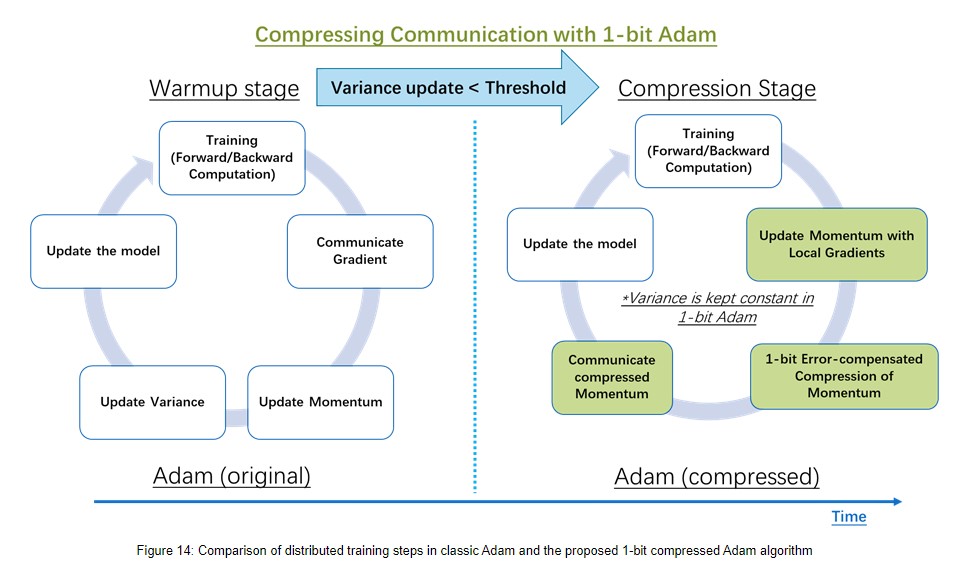 Compressing Communication with 1-bit Adam
Warmup stage
Variance update < Threshold
Compression Stage
Training
(Forward/Backward
Computation)
Communicate
Gradient
Update Momentum
Update Variance
Update the model
Training
(Forward/Backward
Computation)
Update Momentum with
Local Gradients
1-bit Error-compensated
Compression of
Momentum
Communicate
compressed
Momentum
Update the model
*Variance is kept constant in
1-bit Adam
Adam (original)
Adam (compressed)
Time
Figure 14: Comparison of distributed training steps in classic Adam and the proposed 1-bit compressed Adam algorithm